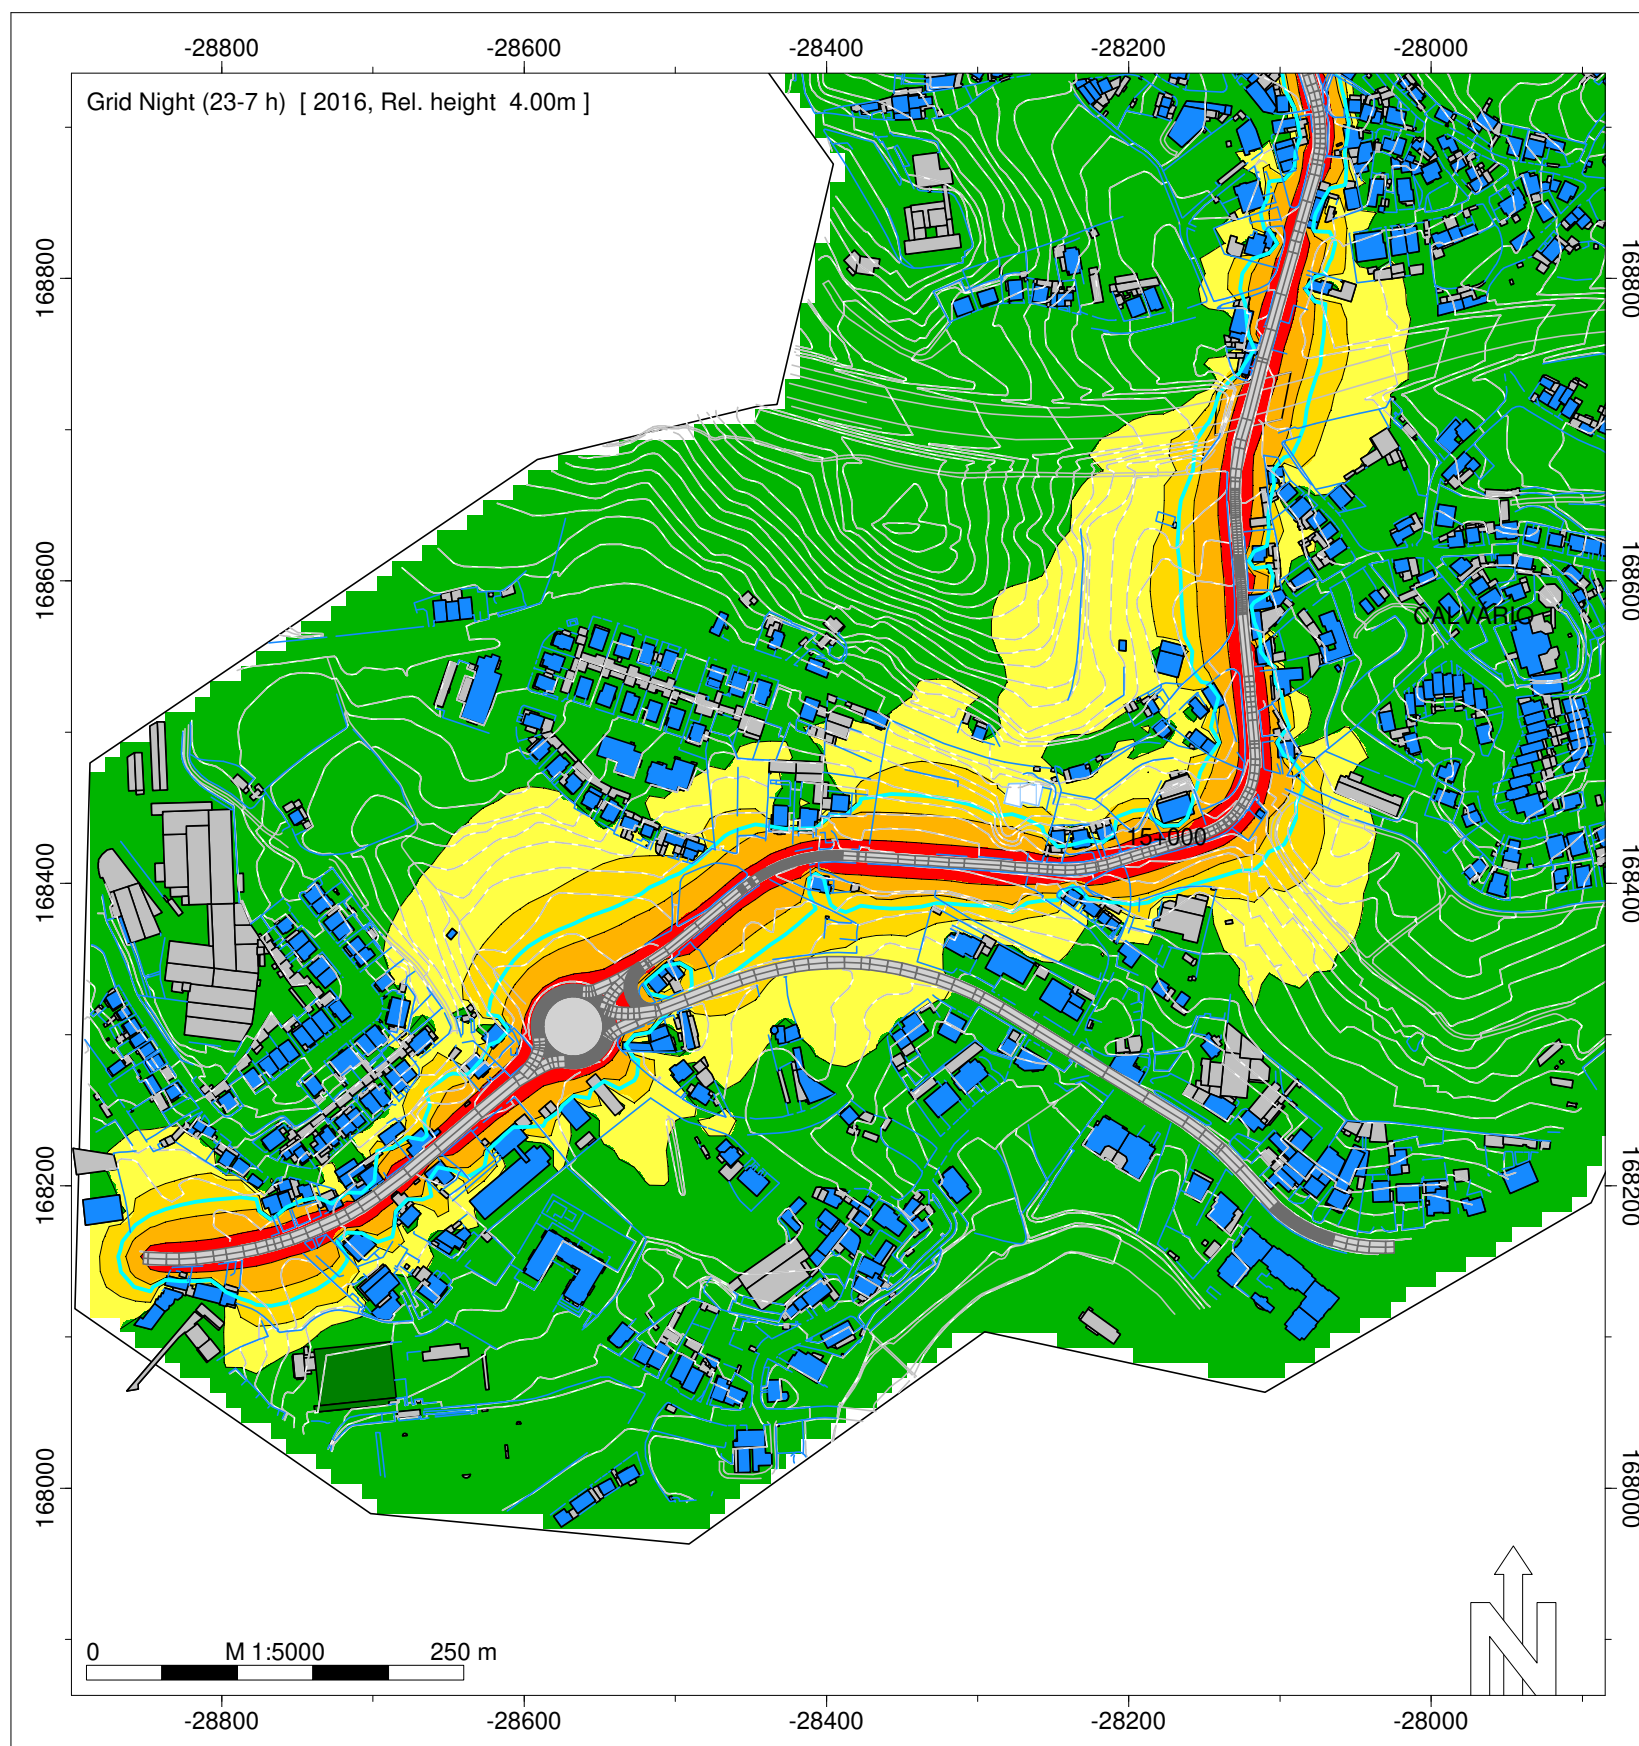 -28800 -28600 -28400 -28200 -28000
Grid Night (23-7 h) [ 2016, Rel. height 4.00m ]
168800 168800
168600 168600
CALVARIO
15+000
168400 168400
168200 168200
168000 168000
0 M 1:5000 250 m
N
-28800 -28600 -28400 -28200 -28000